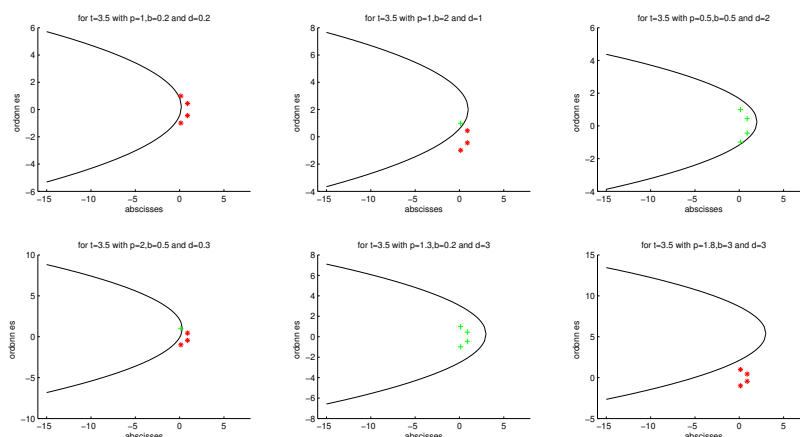 for t=3.5 with p=1,b=0.2 and d=0.2
6
4
2
0
−2
−4
−6
ordonn es
−15 −10 −5 0 5
abscisses
for t=3.5 with p=1,b=2 and d=1
8
6
4
2
0
−2
−4
ordonn es
−15 −10 −5 0 5
abscisses
for t=3.5 with p=0.5,b=0.5 and d=2
6
4
2
0
−2
−4
ordonn es
−15 −10 −5 0 5
abscisses
for t=3.5 with p=2,b=0.5 and d=0.3
10
5
0
−5
−10
ordonn es
−15 −10 −5 0 5
abscisses
for t=3.5 with p=1.3,b=0.2 and d=3
8
6
4
2
0
−2
−4
−6
−8
ordonn es
−15 −10 −5 0 5
abscisses
for t=3.5 with p=1.8,b=3 and d=3
15
10
5
0
−5
ordonn es
−15 −10 −5 0 5
abscisses